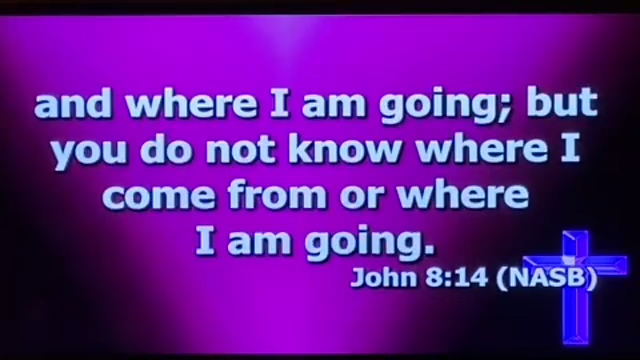 and where I am going; but
you do not know where I
come from or where
I am going.
John 8:14 (NASB)